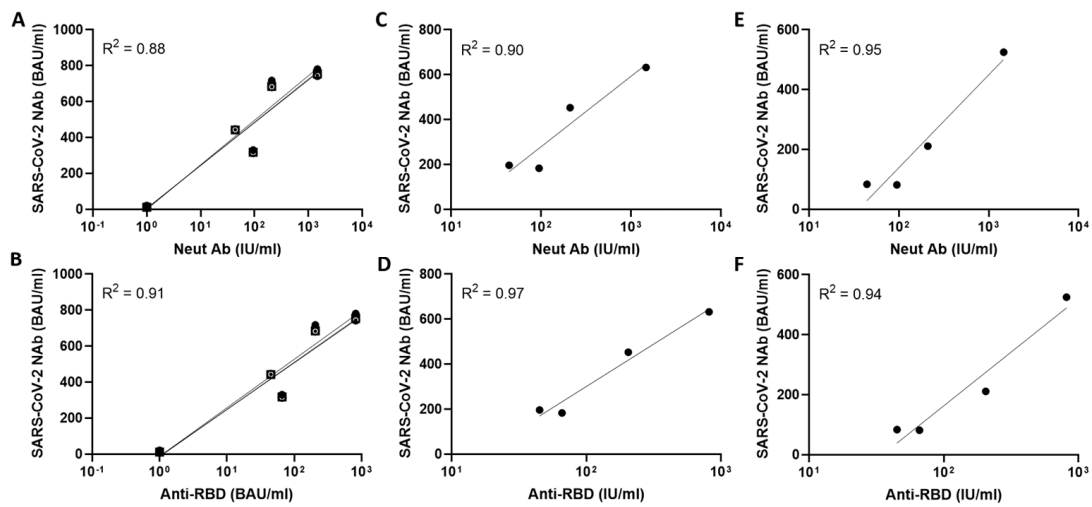 A
R² = 0.88
SARS-CoV-2 NAb (BAU/ml)
1000
800
600
400
200
0
10⁻¹ 10⁰ 10¹ 10² 10³ 10⁴
Neut Ab (IU/ml)
C
R² = 0.90
SARS-CoV-2 NAb (BAU/ml)
800
600
400
200
0
10¹ 10² 10³ 10⁴
Neut Ab (IU/ml)
E
R² = 0.95
SARS-CoV-2 NAb (BAU/ml)
600
400
200
0
10¹ 10² 10³ 10⁴
Neut Ab (IU/ml)
B
R² = 0.91
SARS-CoV-2 NAb (BAU/ml)
1000
800
600
400
200
0
10⁻¹ 10⁰ 10¹ 10² 10³
Anti-RBD (BAU/ml)
D
R² = 0.97
SARS-CoV-2 NAb (BAU/ml)
800
600
400
200
0
10¹ 10² 10³
Anti-RBD (IU/ml)
F
R² = 0.94
SARS-CoV-2 NAb (BAU/ml)
600
400
200
0
10¹ 10² 10³
Anti-RBD (IU/ml)